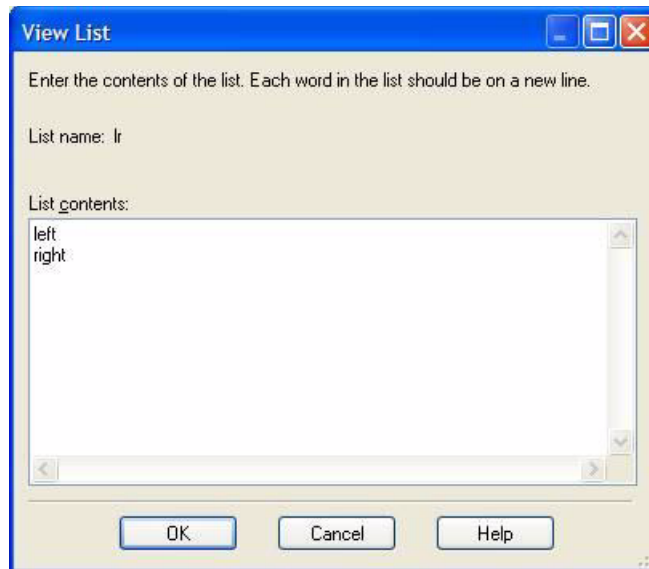 View List
Enter the contents of the list. Each word in the list should be on a new line.
List name: lr
List contents:
left
right
OK Cancel Help